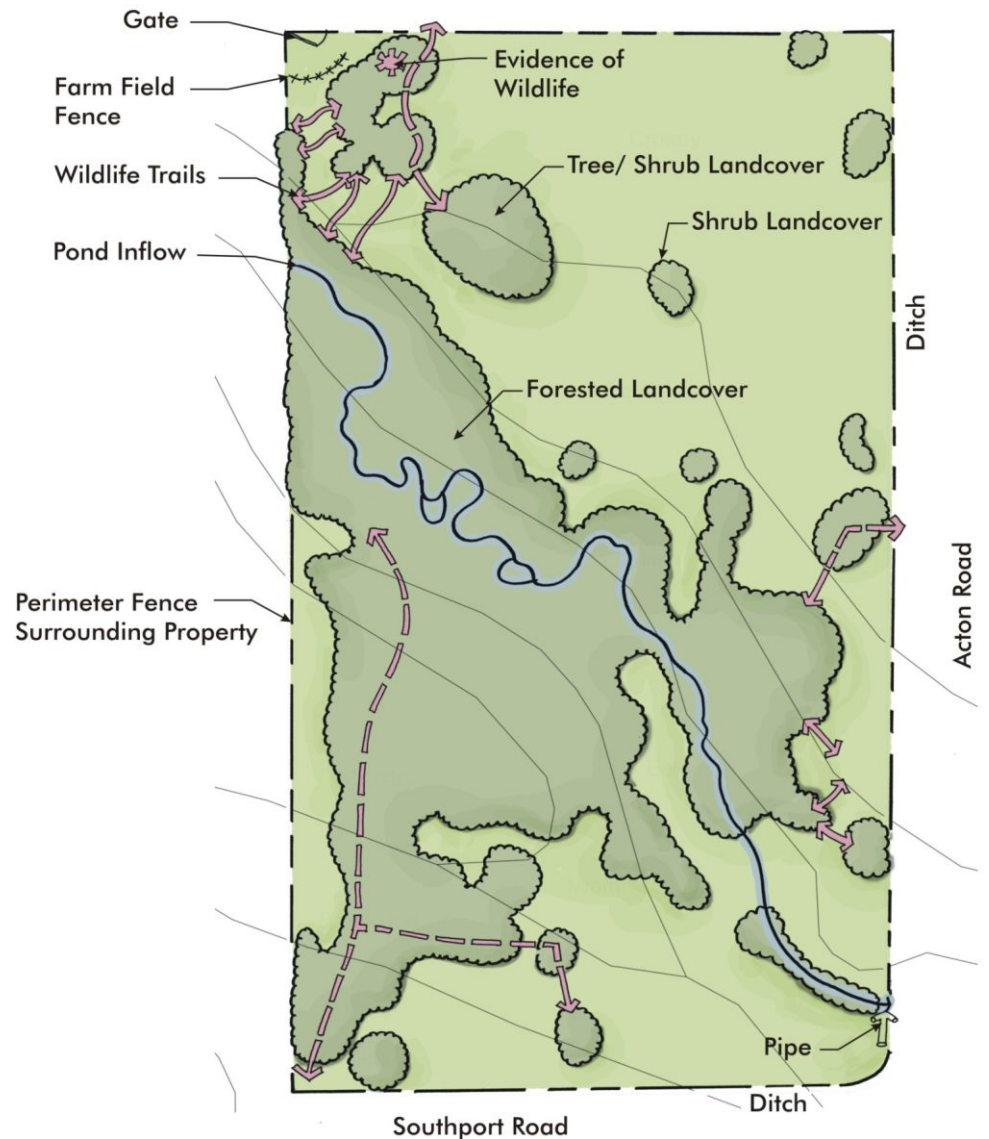 Gate
Evidence of
Wildlife
Farm Field
Fence
Tree/ Shrub Landcover
Wildlife Trails
Shrub Landcover
Pond Inflow
Ditch
Forested Landcover
Perimeter Fence
Surrounding Property
Acton Road
Pipe
Ditch
Southport Road